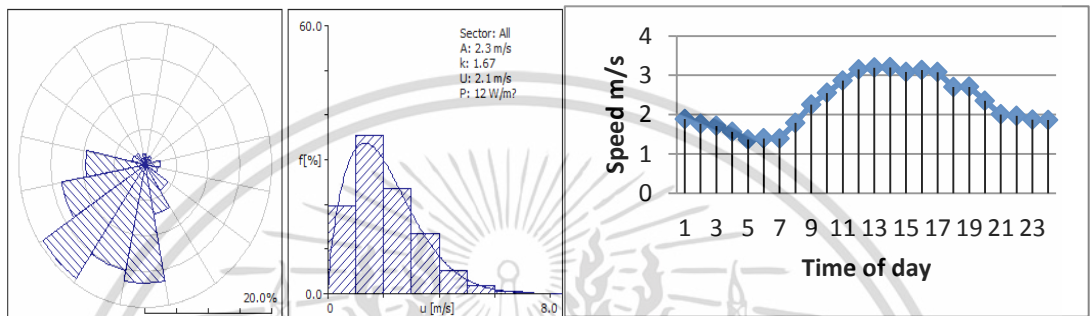 20.0%
60.0
Sector: All
A: 2.3 m/s
k: 1.67
U: 2.1 m/s
P: 12 W/m?
f[%]
0.0
0
u [m/s]
8.0
Speed m/s
4
3
2
1
0
1 3 5 7 9 11 13 15 17 19 21 23
Time of day